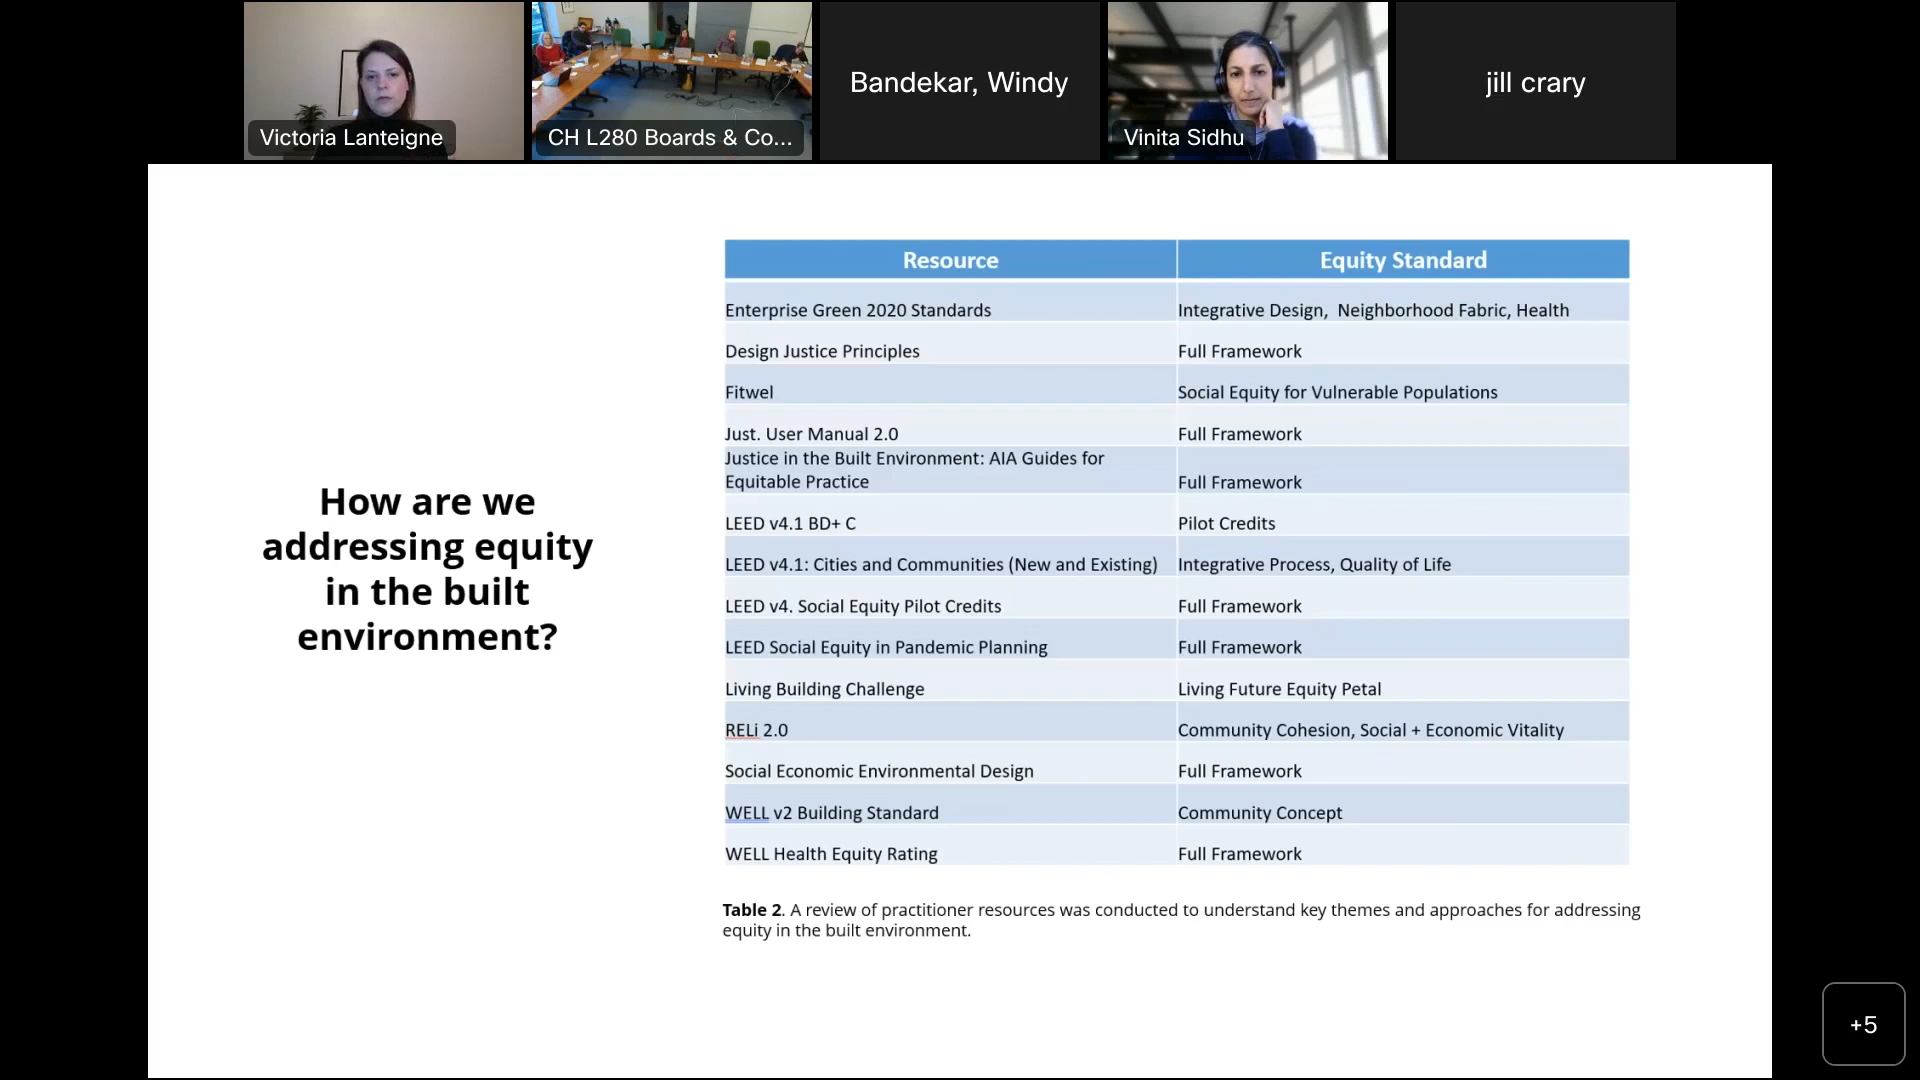 Victoria Lanteigne
CH L280 Boards & Co...
Bandekar, Windy
Vinita Sidhu
jill crary
How are we
addressing equity
in the built
environment?
Resource Equity Standard
Enterprise Green 2020 Standards Integrative Design,  Neighborhood Fabric, Health
Design Justice Principles Full Framework
Fitwel Social Equity for Vulnerable Populations
Just. User Manual 2.0 Full Framework
Justice in the Built Environment: AIA Guides for
Equitable Practice Full Framework
LEED v4.1 BD+ C Pilot Credits
LEED v4.1: Cities and Communities (New and Existing) Integrative Process, Quality of Life
LEED v4. Social Equity Pilot Credits Full Framework
LEED Social Equity in Pandemic Planning Full Framework
Living Building Challenge Living Future Equity Petal
RELi 2.0 Community Cohesion, Social + Economic Vitality
Social Economic Environmental Design Full Framework
WELL v2 Building Standard Community Concept
WELL Health Equity Rating Full Framework
Table 2. A review of practitioner resources was conducted to understand key themes and approaches for addressing
equity in the built environment.
+5